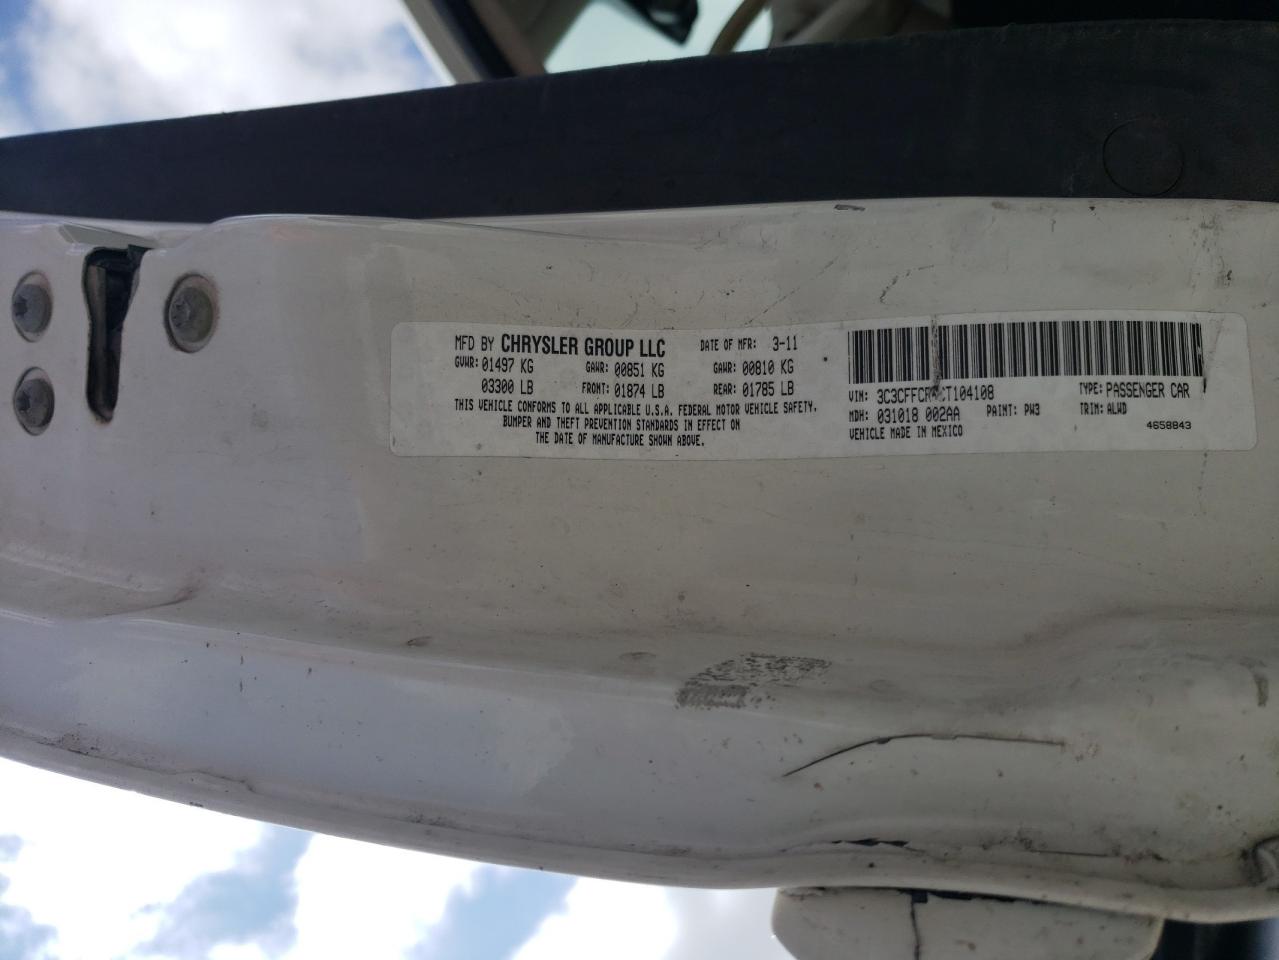 MFD BY CHRYSLER GROUP LLC DATE OF MFR: 3-11
GVWR: 01497 KG GAWR: 00851 KG GAWR: 00810 KG
03300 LB FRONT: 01874 LB REAR: 01785 LB
THIS VEHICLE CONFORMS TO ALL APPLICABLE U.S.A. FEDERAL MOTOR VEHICLE SAFETY,
BUMPER AND THEFT PREVENTION STANDARDS IN EFFECT ON
THE DATE OF MANUFACTURE SHOWN ABOVE.
VIN: TYPE: PASSENGER CAR
MDH: 031018 002AA PAINT: PW3 TRIM: ALWD
VEHICLE MADE IN MEXICO 4658843